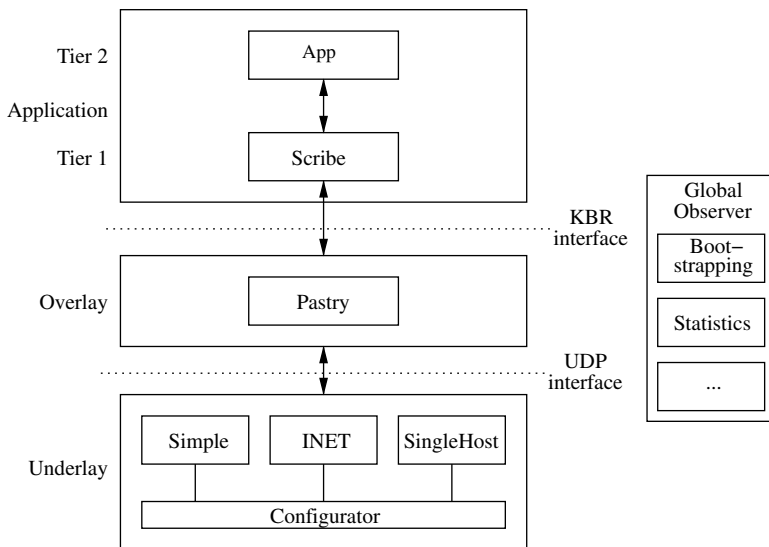 Tier 2
App
Application
Tier 1
Scribe
KBR
interface
Overlay
Pastry
UDP
interface
Simple
INET
SingleHost
Underlay
Configurator
Global
Observer
Boot−
strapping
Statistics
...